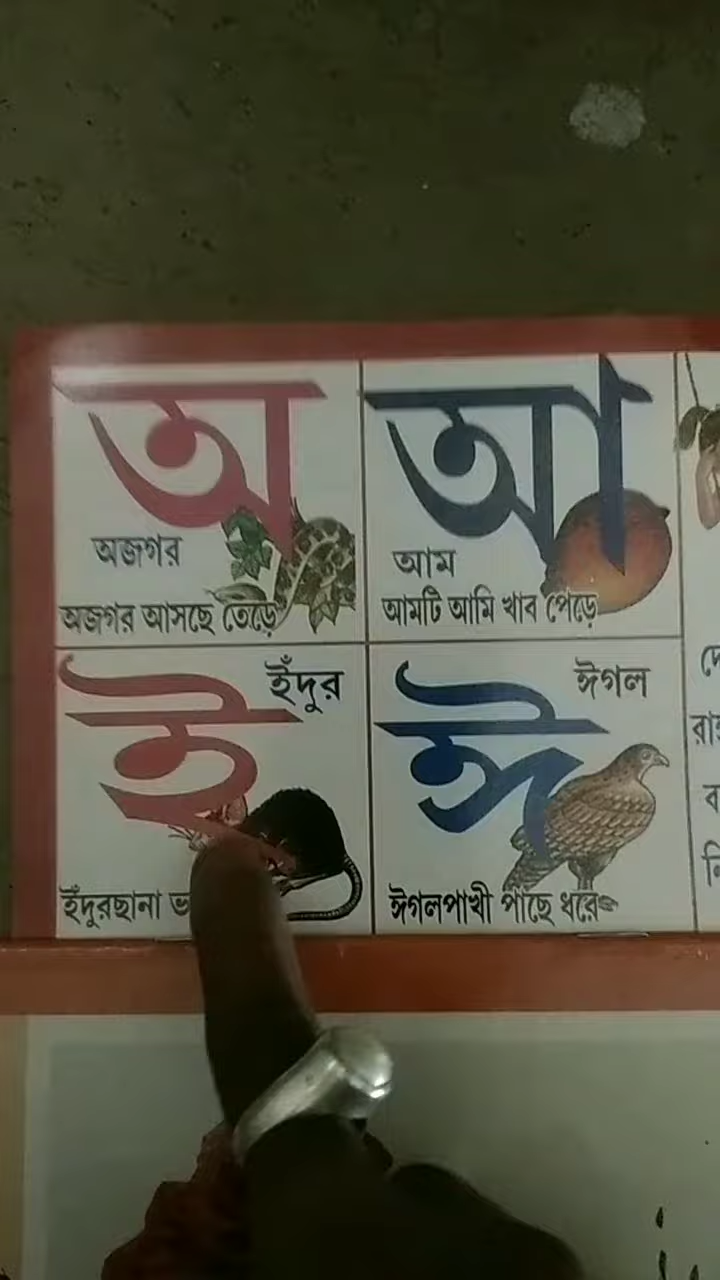 অ
অজগর
অজগর আসছে তেড়ে
আ
আম
আমটি আমি খাব পেড়ে
ই
ইঁদুর
ইঁদুরছানা
ঈ
ঈগল
ঈগলপাখী পাছে ধরে